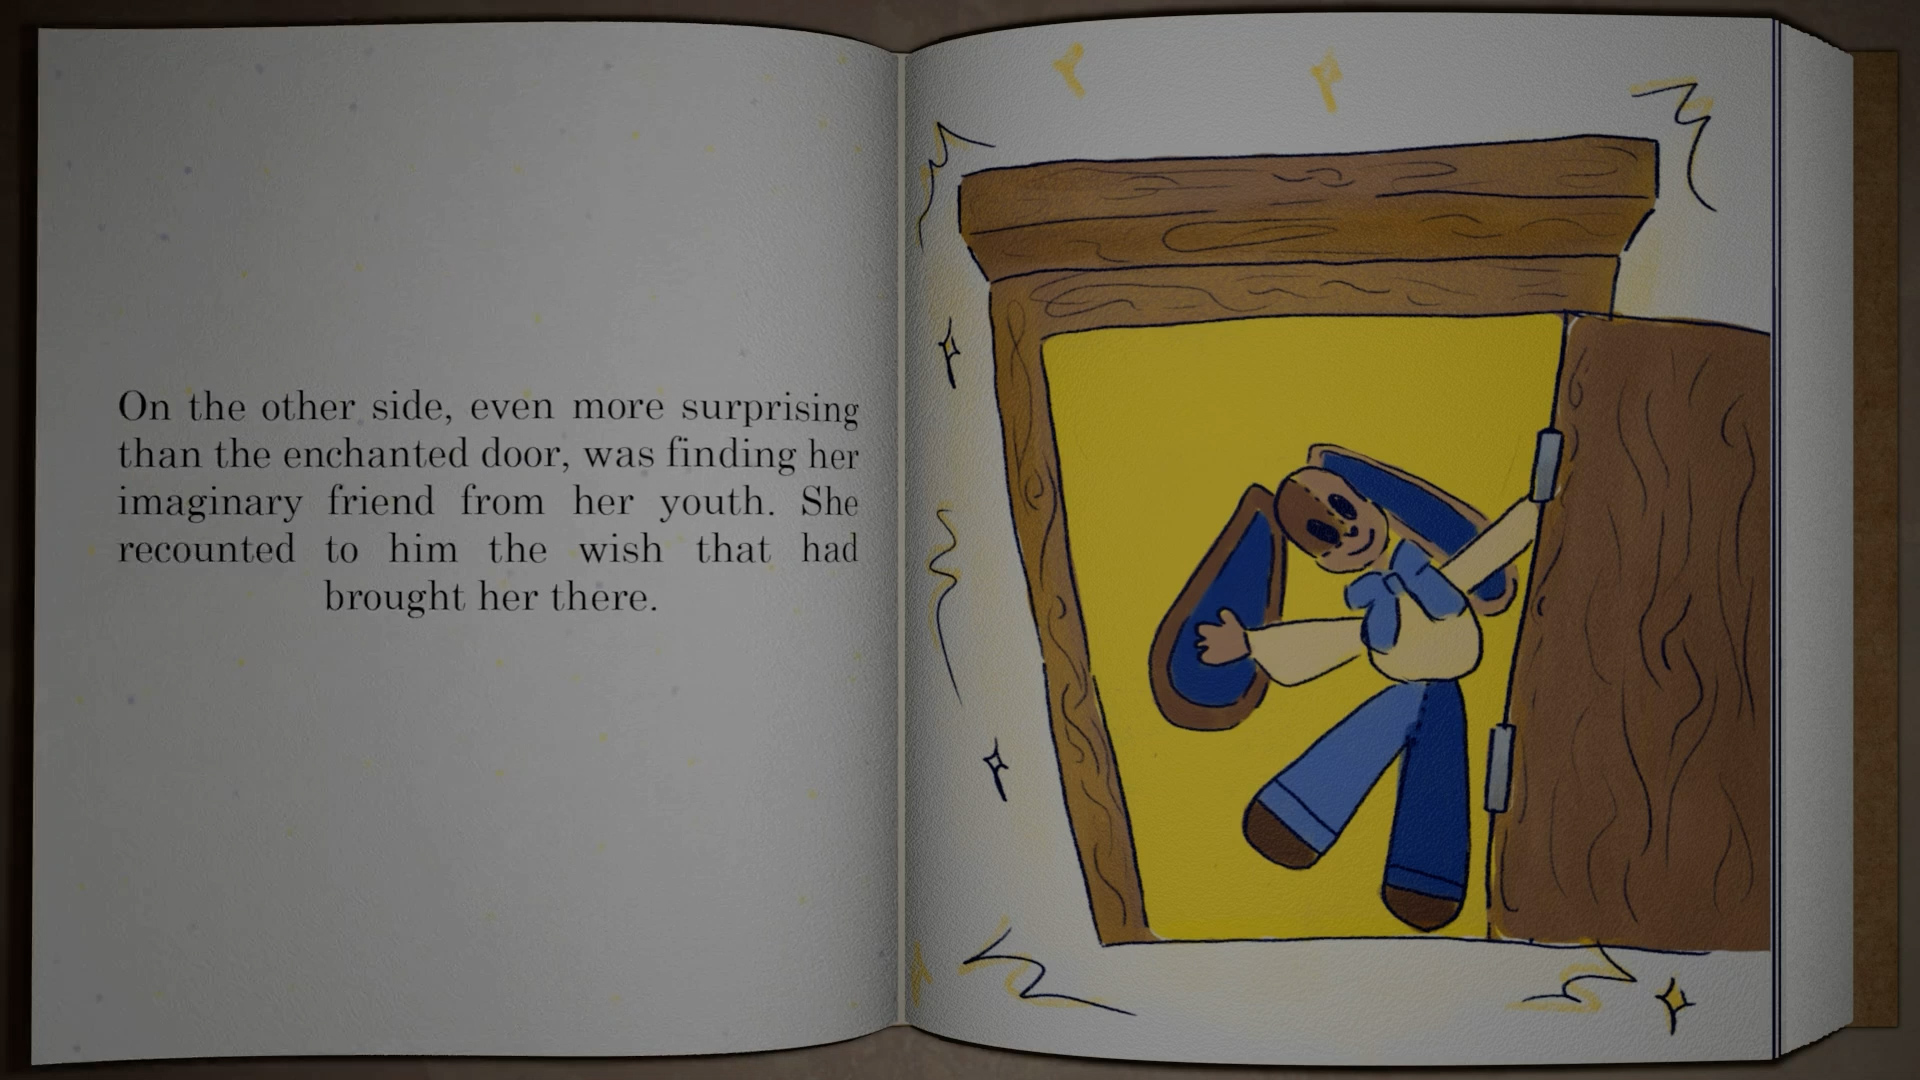 On the other side, even more surprising
than the enchanted door, was finding her
imaginary friend from her youth. She
recounted to him the wish that had
brought her there.